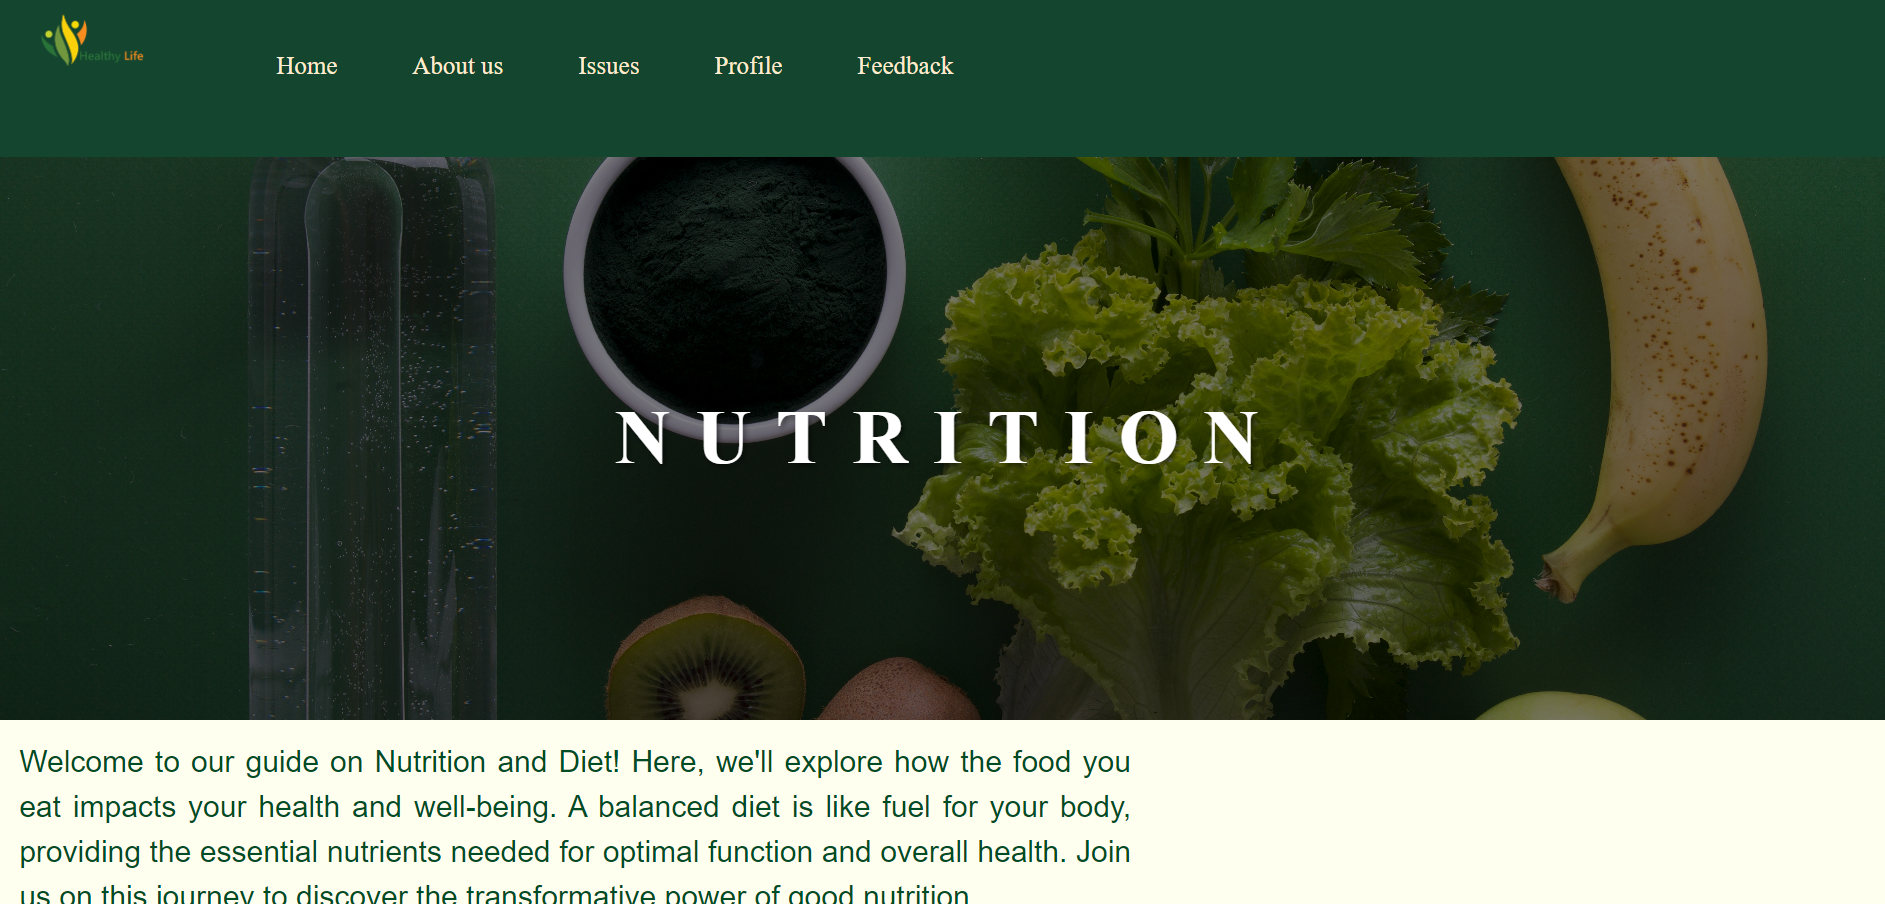 Healthy Life
Home About us Issues Profile Feedback
NUTRITION
Welcome to our guide on Nutrition and Diet! Here, we'll explore how the food you
eat impacts your health and well-being. A balanced diet is like fuel for your body,
providing the essential nutrients needed for optimal function and overall health. Join
us on this journey to discover the transformative power of good nutrition